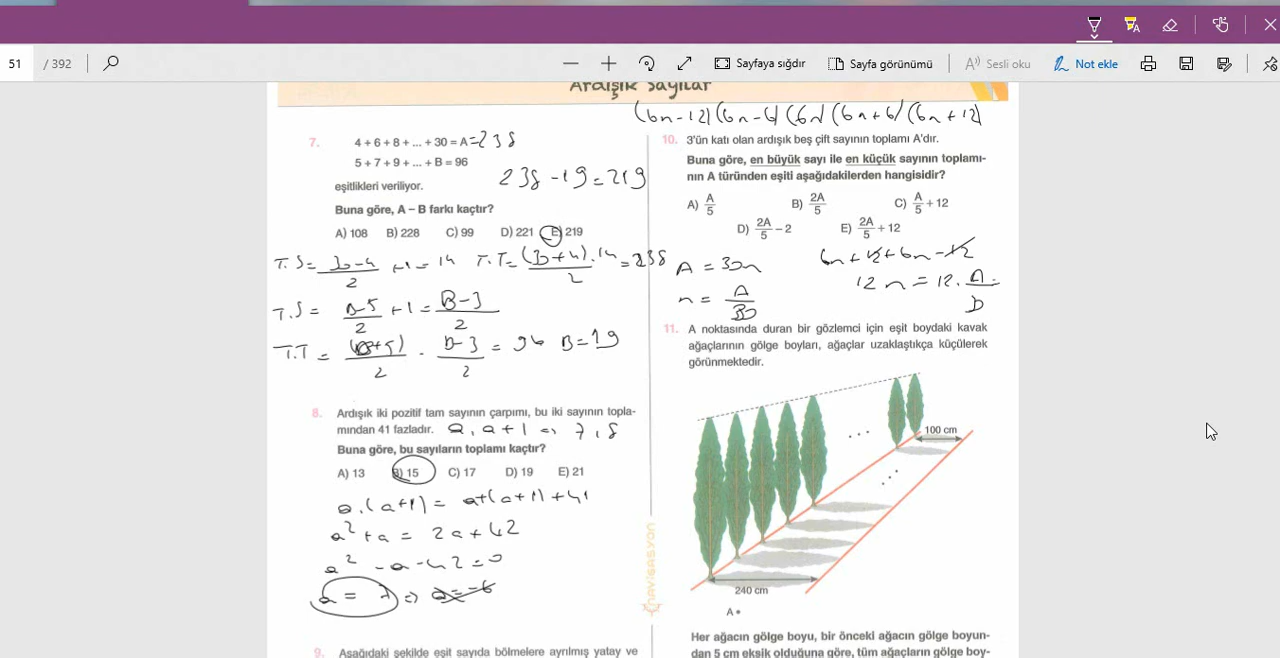 51 / 392
Sayfaya sığdır
Sayfa görünümü
A Sesli oku
Not ekle
Ardışık Sayılar
7. 4 + 6 + 8 + ... + 30 = A = 238
5 + 7 + 9 + ... + B = 96
238 - 19 = 219
eşitlikleri veriliyor.
Buna göre, A – B farkı kaçtır?
A) 108 B) 228 C) 99 D) 221 E) 219
T.S = 30-4/2 + 1 = 14 T.T = (30+4)/2 . 14 = 238
T.S = B-5/2 + 1 = B-3/2
T.T = (B+5)/2 . B-3/2 = 96 B = 19
8. Ardışık iki pozitif tam sayının çarpımı, bu iki sayının topla-
mından 41 fazladır. a, a+1 => 7, 8
Buna göre, bu sayıların toplamı kaçtır?
A) 13 B) 15 C) 17 D) 19 E) 21
a.(a+1) = a+(a+1)+41
a² + a = 2a + 42
a² - a - 42 = 0
a = 7 => a = -6
9. Aşağıdaki şekilde eşit sayıda bölmelere ayrılmış yatay ve
(6n-12) (6n-6) (6n) (6n+6) (6n+12)
10. 3'ün katı olan ardışık beş çift sayının toplamı A'dır.
Buna göre, en büyük sayı ile en küçük sayının toplamı-
nın A türünden eşiti aşağıdakilerden hangisidir?
A) A/5 B) 2A/5 C) A/5 + 12
D) 2A/5 – 2 E) 2A/5 + 12
6n + 12 + 6n - 12
A = 30n
12n = 12 . A
n = A/30
11. A noktasında duran bir gözlemci için eşit boydaki kavak
ağaçlarının gölge boyları, ağaçlar uzaklaştıkça küçülerek
görünmektedir.
100 cm
240 cm
A
Her ağacın gölge boyu, bir önceki ağacın gölge boyun-
dan 5 cm eksik olduğuna göre, tüm ağaçların gölge boy-
navigasyon